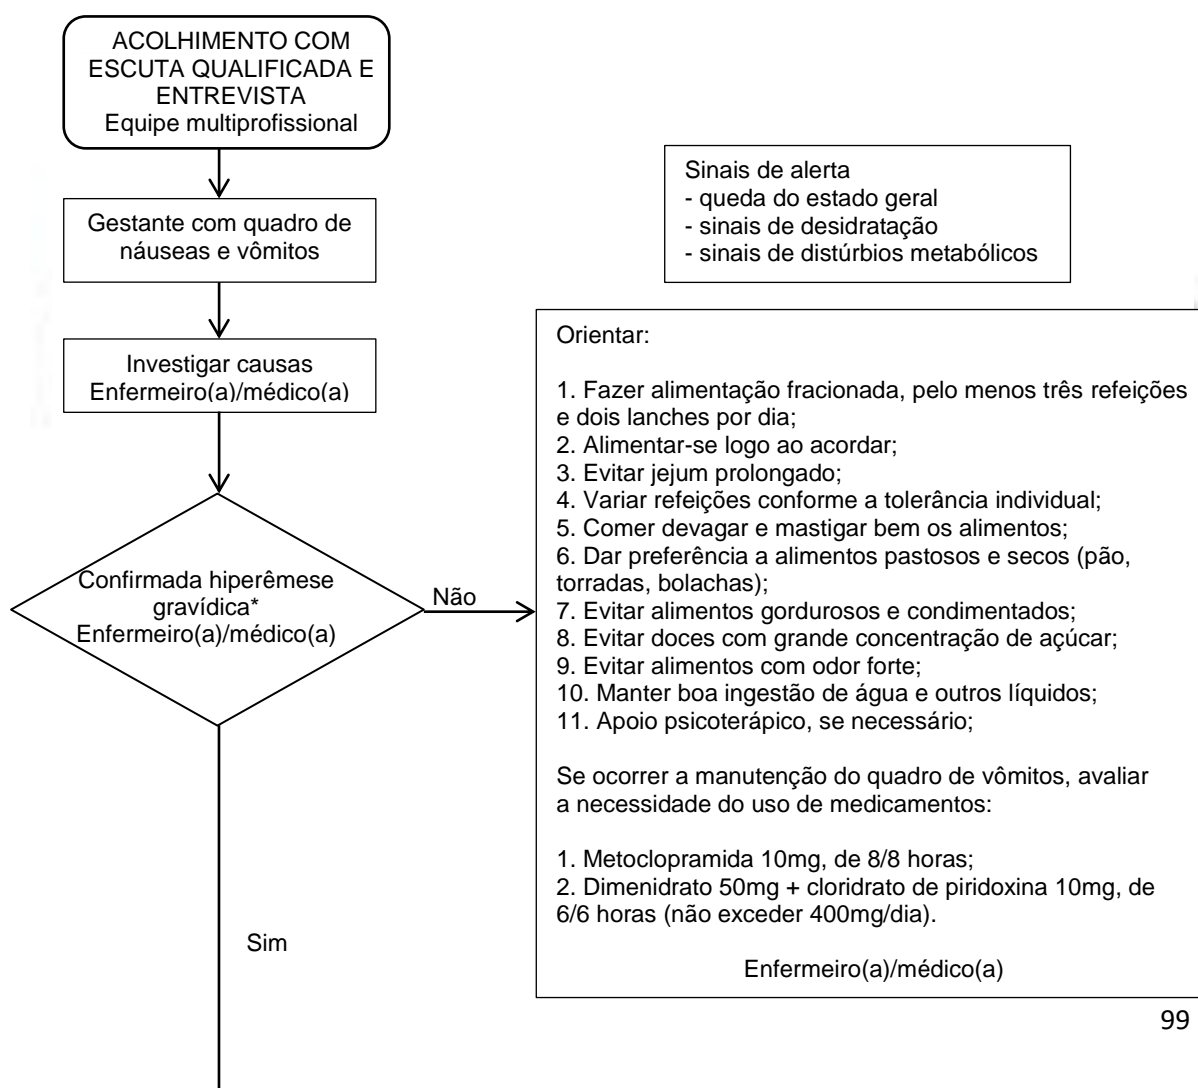 ACOLHIMENTO COM
ESCUTA QUALIFICADA E
ENTREVISTA
Equipe multiprofissional
Gestante com quadro de
náuseas e vômitos
Investigar causas
Enfermeiro(a)/médico(a)
Confirmada hiperêmese
gravídica*
Enfermeiro(a)/médico(a)
Não
Sim
Sinais de alerta
- queda do estado geral
- sinais de desidratação
- sinais de distúrbios metabólicos
Orientar:
1. Fazer alimentação fracionada, pelo menos três refeições
e dois lanches por dia;
2. Alimentar-se logo ao acordar;
3. Evitar jejum prolongado;
4. Variar refeições conforme a tolerância individual;
5. Comer devagar e mastigar bem os alimentos;
6. Dar preferência a alimentos pastosos e secos (pão,
torradas, bolachas);
7. Evitar alimentos gordurosos e condimentados;
8. Evitar doces com grande concentração de açúcar;
9. Evitar alimentos com odor forte;
10. Manter boa ingestão de água e outros líquidos;
11. Apoio psicoterápico, se necessário;
Se ocorrer a manutenção do quadro de vômitos, avaliar
a necessidade do uso de medicamentos:
1. Metoclopramida 10mg, de 8/8 horas;
2. Dimenidrato 50mg + cloridrato de piridoxina 10mg, de
6/6 horas (não exceder 400mg/dia).
Enfermeiro(a)/médico(a)
99